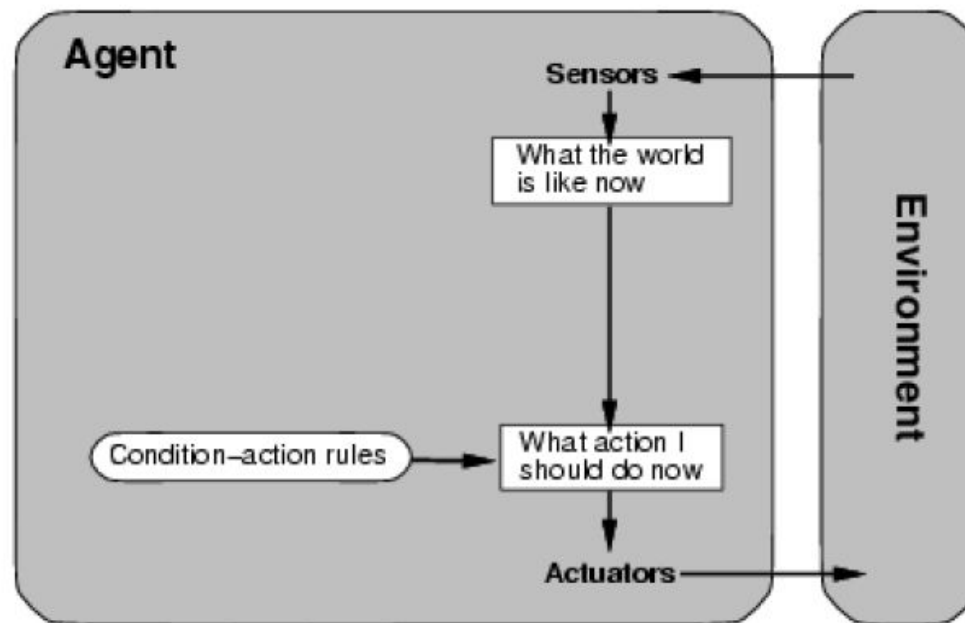 Agent
Sensors
What the world
is like now
Environment
Condition–action rules
What action I
should do now
Actuators